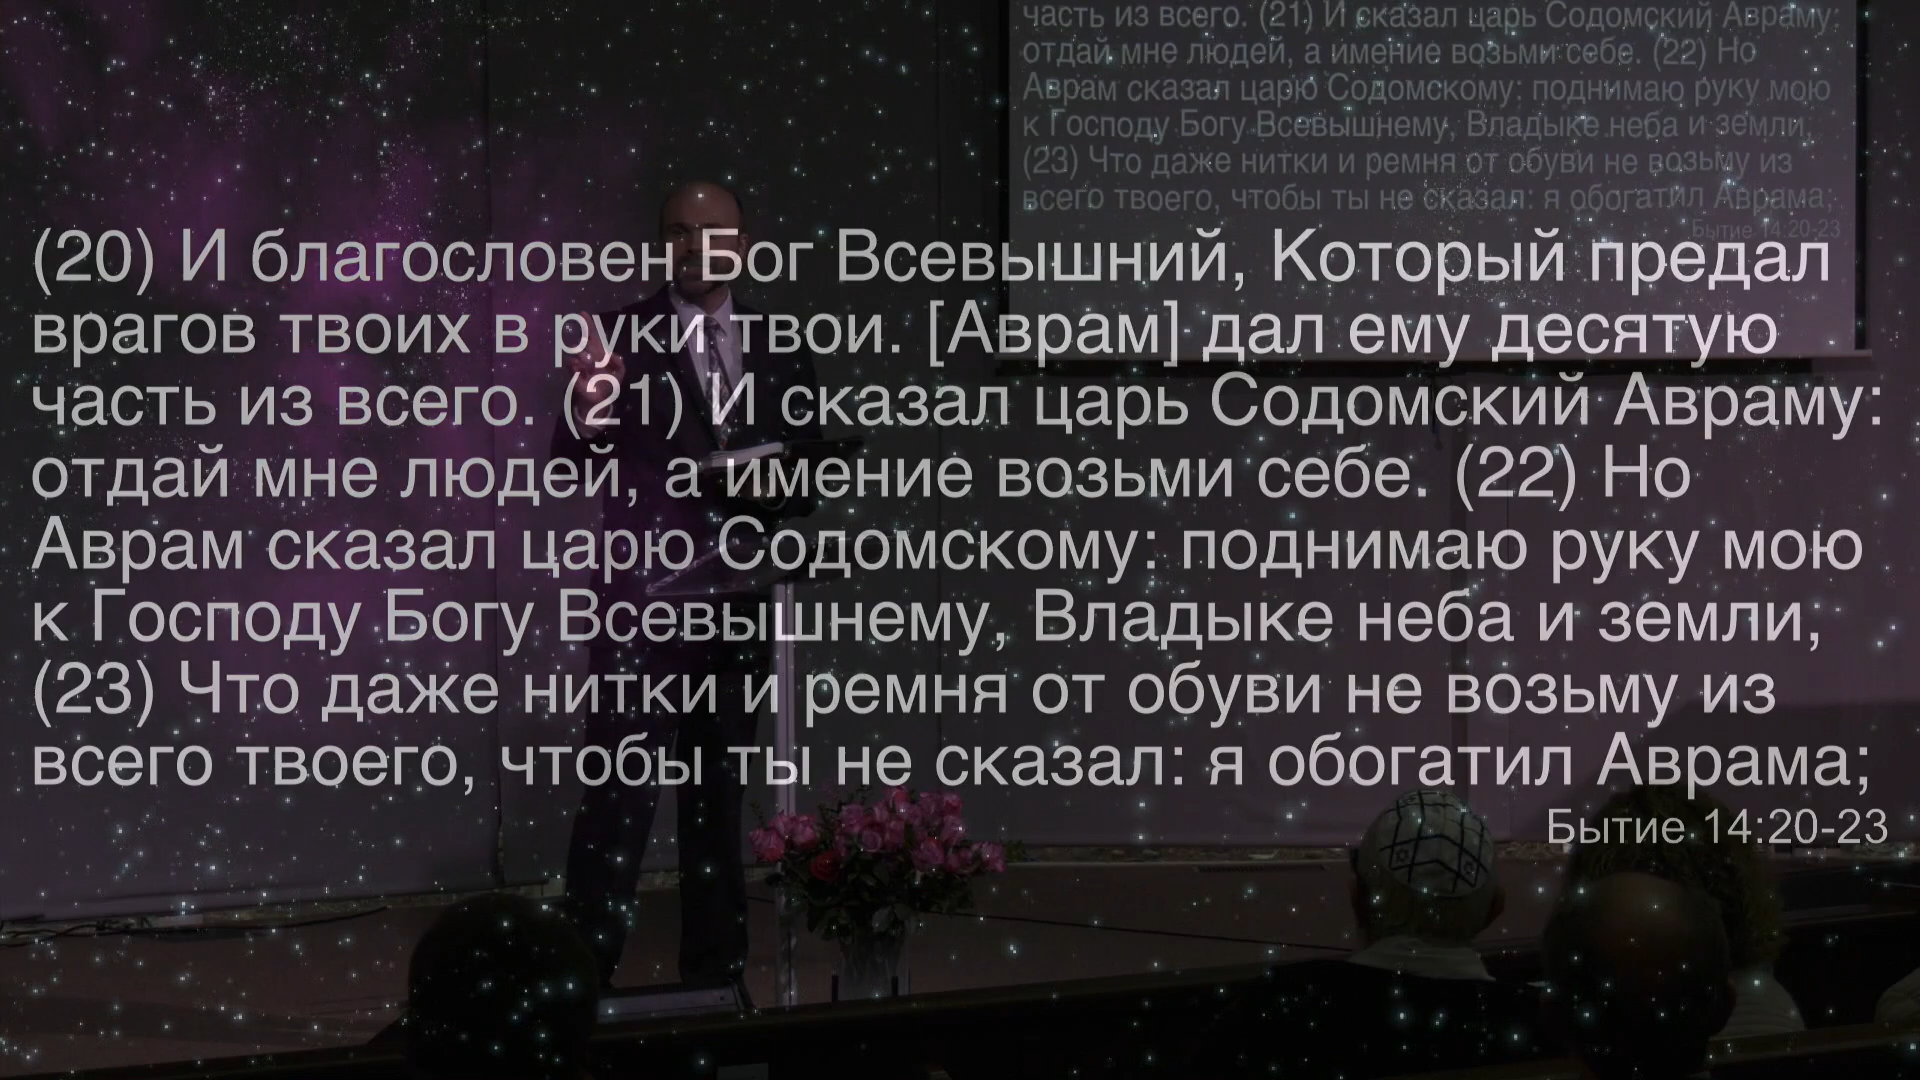 часть из всего. (21) И сказал царь Содомский Авраму:
отдай мне людей, а имение возьми себе. (22) Но
Аврам сказал царю Содомскому: поднимаю руку мою
к Господу Богу Всевышнему, Владыке неба и земли,
(23) Что даже нитки и ремня от обуви не возьму из
всего твоего, чтобы ты не сказал: я обогатил Аврама;
Бытие 14:20-23
(20) И благословен Бог Всевышний, Который предал
врагов твоих в руки твои. [Аврам] дал ему десятую
часть из всего. (21) И сказал царь Содомский Авраму:
отдай мне людей, а имение возьми себе. (22) Но
Аврам сказал царю Содомскому: поднимаю руку мою
к Господу Богу Всевышнему, Владыке неба и земли,
(23) Что даже нитки и ремня от обуви не возьму из
всего твоего, чтобы ты не сказал: я обогатил Аврама;
Бытие 14:20-23